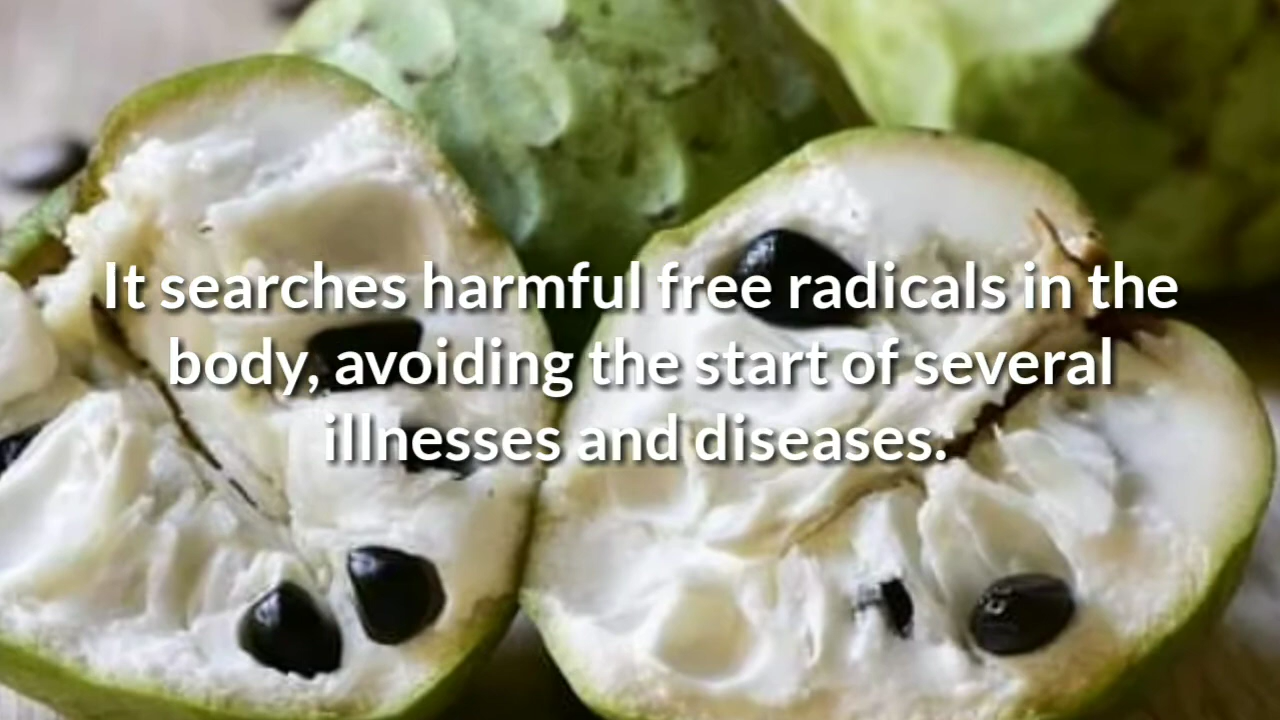 It searches harmful free radicals in the
body, avoiding the start of several
illnesses and diseases.